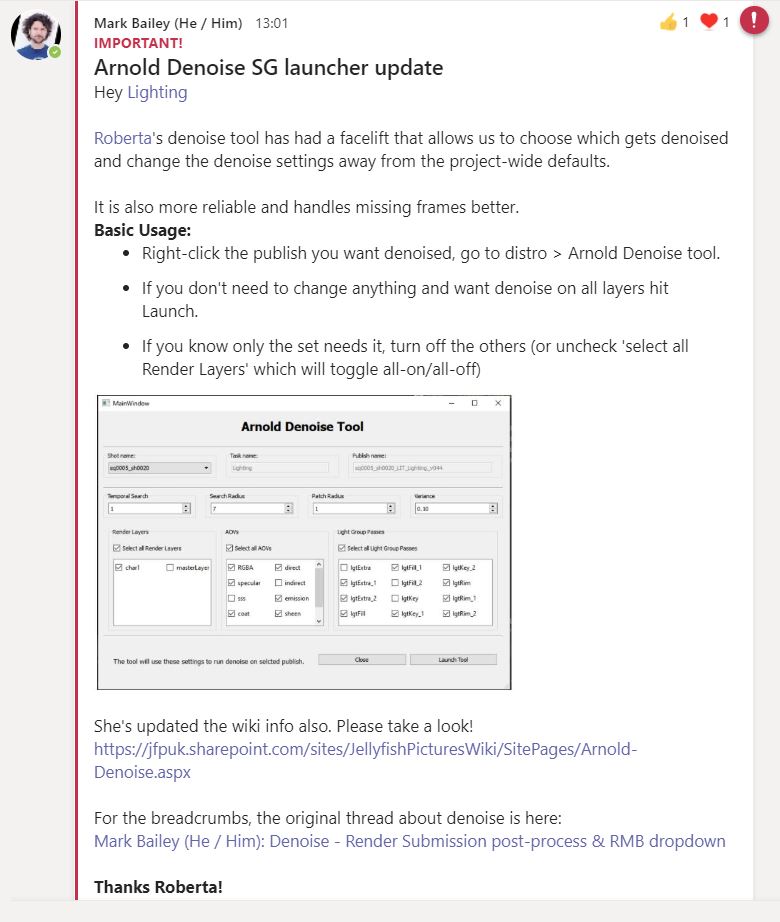 Mark Bailey (He / Him) 13:01
1 1
IMPORTANT!
Arnold Denoise SG launcher update
Hey Lighting
Roberta's denoise tool has had a facelift that allows us to choose which gets denoised
and change the denoise settings away from the project-wide defaults.
It is also more reliable and handles missing frames better.
Basic Usage:
• Right-click the publish you want denoised, go to distro > Arnold Denoise tool.
• If you don't need to change anything and want denoise on all layers hit
Launch.
• If you know only the set needs it, turn off the others (or uncheck 'select all
Render Layers' which will toggle all-on/all-off)
MainWindow
Arnold Denoise Tool
Shot name: Task name: Publish name:
sq0005_sh0020 Lighting sq0005_sh0020_LIT_Lighting_v044
Temporal Search Search Radius Patch Radius Variance
1 7 1 0.10
Render Layers AOVs Light Group Passes
Select all Render Layers Select all AOVs Select all Light Group Passes
char1 masterLayer RGBA direct lgtExtra lgtFill_1 lgtKey_2
specular indirect lgtExtra_1 lgtFill_2 lgtRim
sss emission lgtExtra_2 lgtKey lgtRim_1
coat sheen lgtFill lgtKey_1 lgtRim_2
The tool will use these settings to run denoise on selcted publish. Close Launch Tool
She's updated the wiki info also. Please take a look!
https://jfpuk.sharepoint.com/sites/JellyfishPicturesWiki/SitePages/Arnold-
Denoise.aspx
For the breadcrumbs, the original thread about denoise is here:
Mark Bailey (He / Him): Denoise - Render Submission post-process & RMB dropdown
Thanks Roberta!